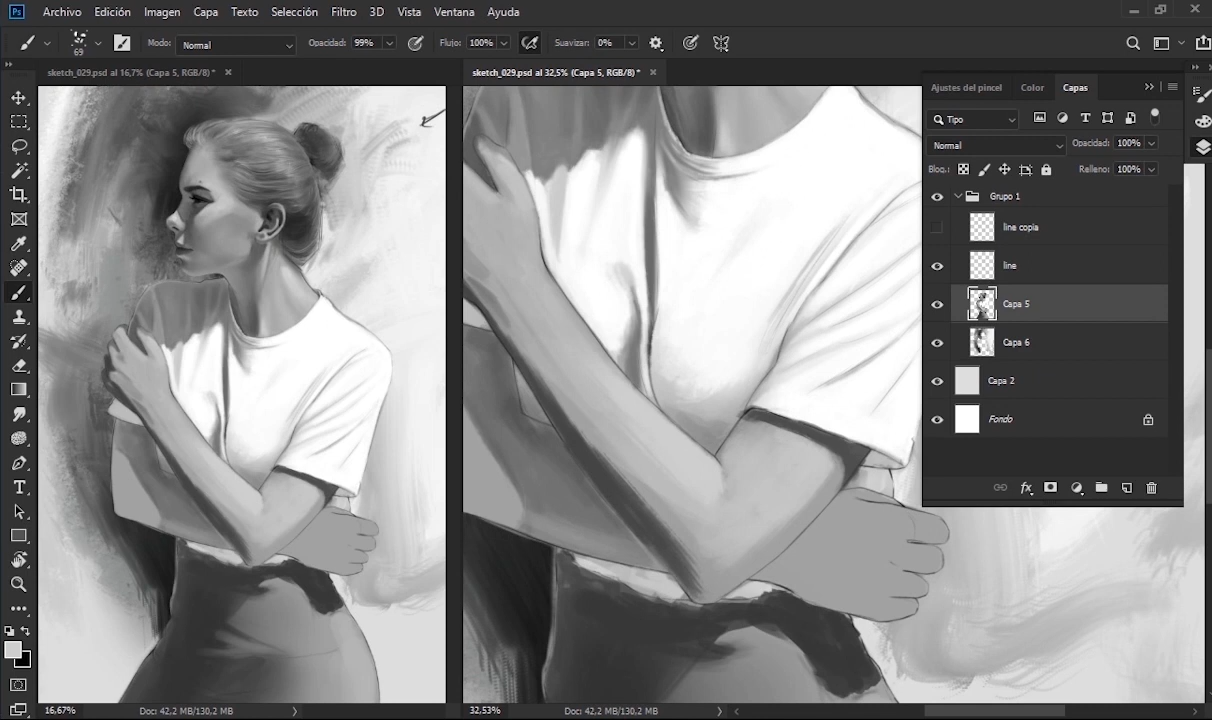 Ps Archivo Edición Imagen Capa Texto Selección Filtro 3D Vista Ventana Ayuda
69 Modo: Normal Opacidad: 99% Flujo: 100% Suavizar: 0%
sketch_029.psd al 16,7% (Capa 5, RGB/8) * sketch_029.psd al 32,5% (Capa 5, RGB/8) *
Ajustes del pincel Color Capas
Tipo
Normal Opacidad: 100%
Bloq.: Relleno: 100%
Grupo 1
line copia
line
Capa 5
Capa 6
Capa 2
Fondo
fx
16,67% Doc: 42,2 MB/130,2 MB 32,53% Doc: 42,2 MB/130,2 MB